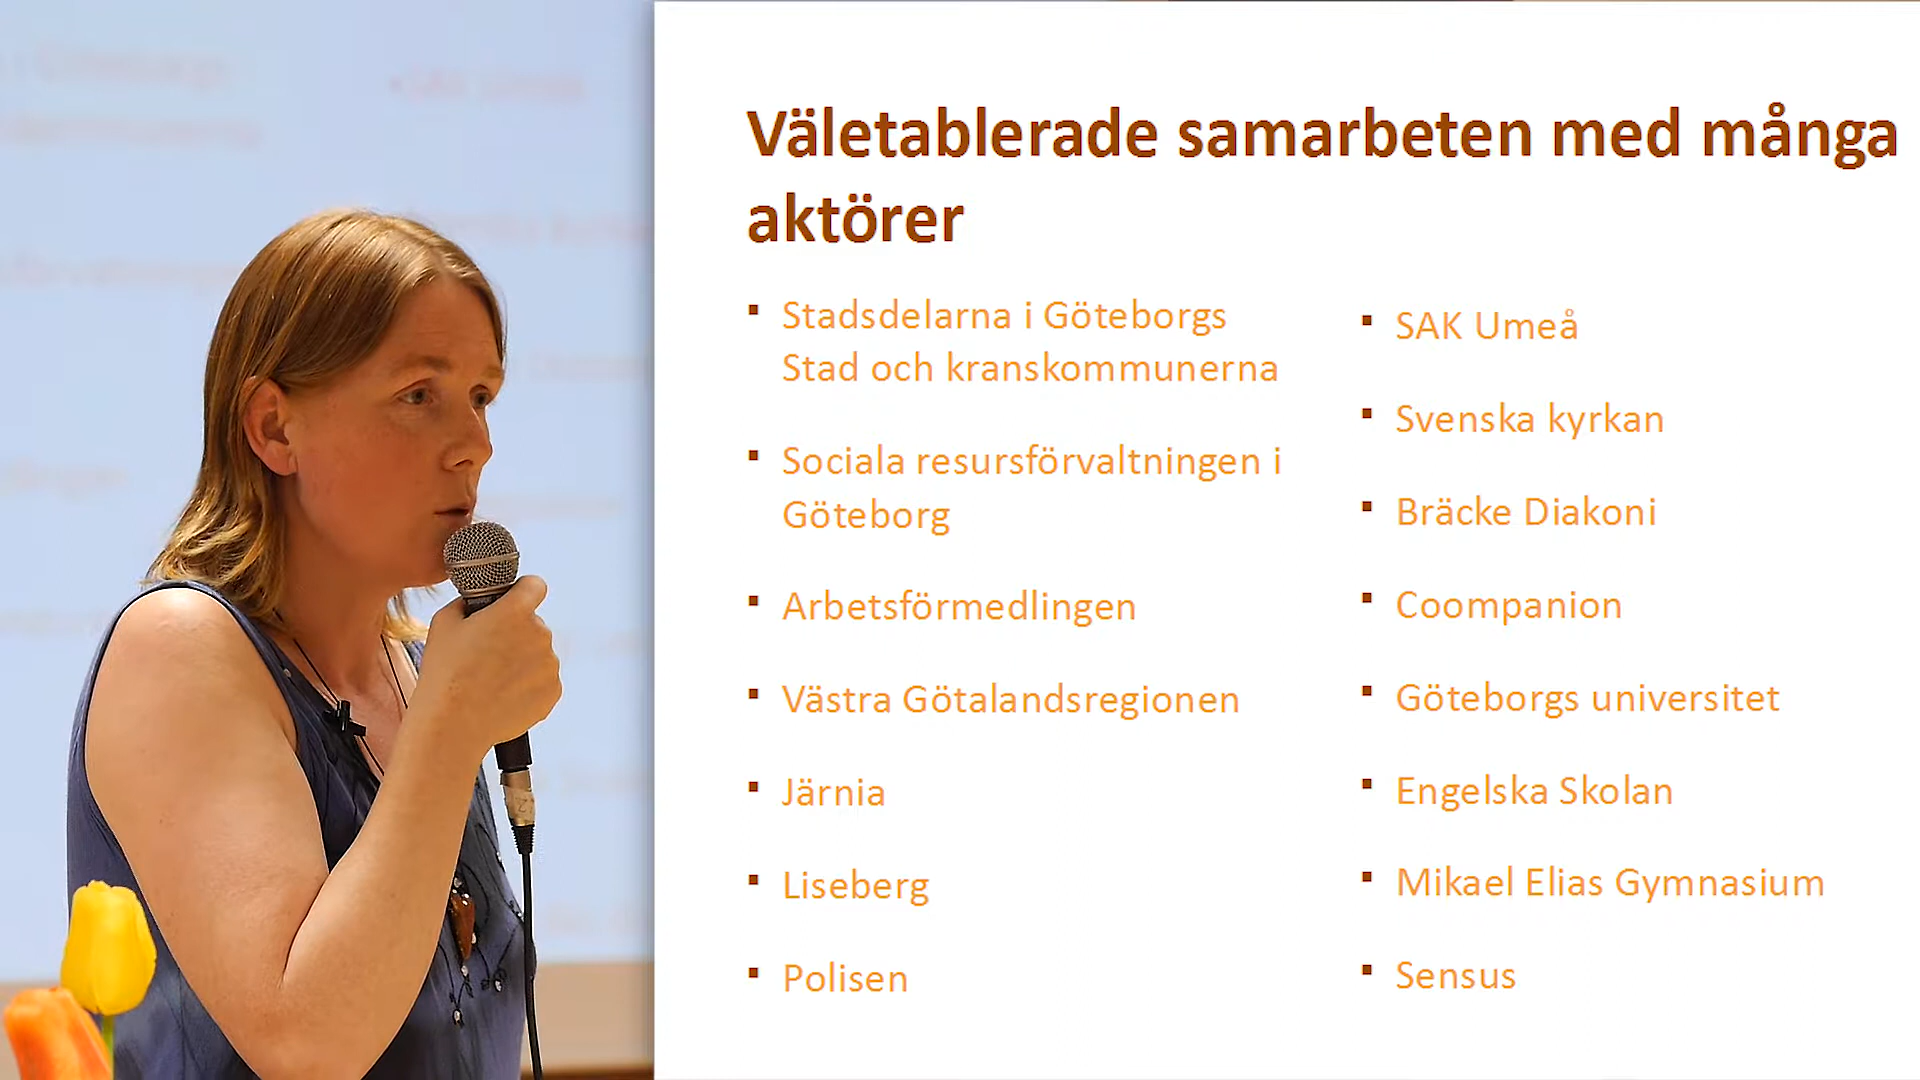 Väletablerade samarbeten med många
aktörer
Stadsdelarna i Göteborgs
Stad och kranskommunerna
Sociala resursförvaltningen i
Göteborg
Arbetsförmedlingen
Västra Götalandsregionen
Järnia
Liseberg
Polisen
SAK Umeå
Svenska kyrkan
Bräcke Diakoni
Coompanion
Göteborgs universitet
Engelska Skolan
Mikael Elias Gymnasium
Sensus